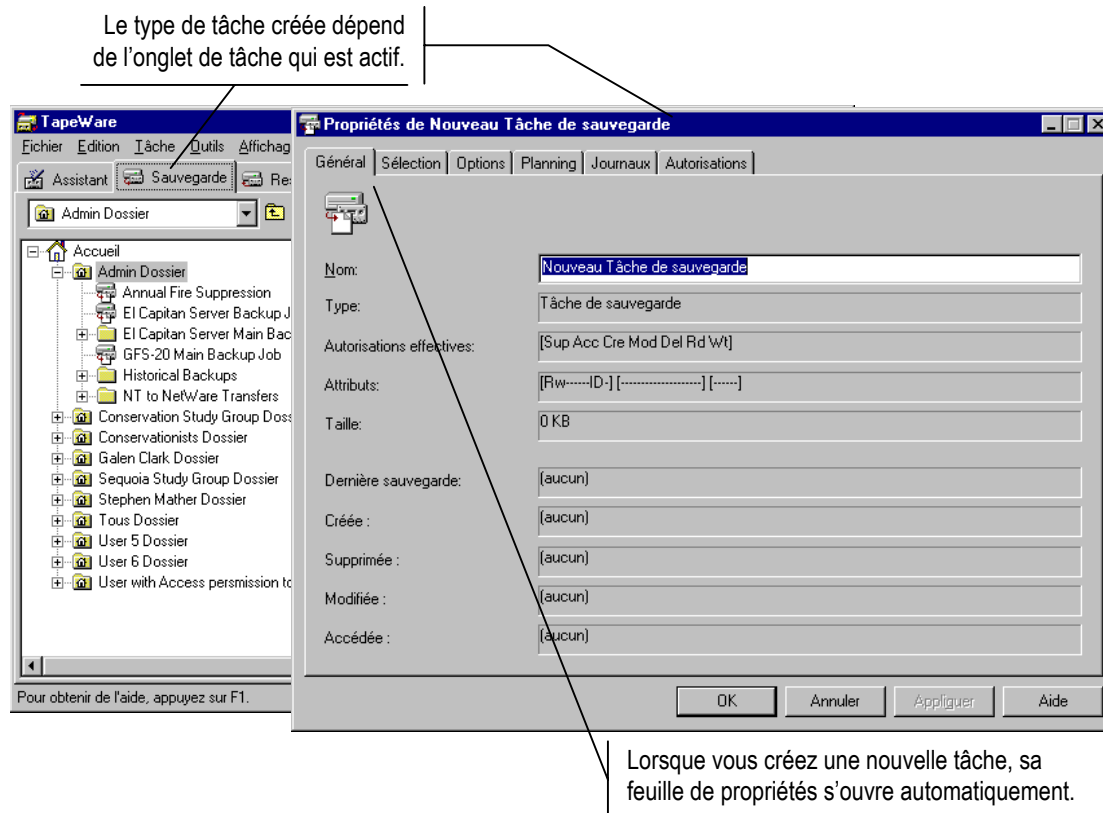 Le type de tâche créée dépend
de l’onglet de tâche qui est actif.
TapeWare
Fichier Edition Tâche Outils Affichag
Assistant Sauvegarde Re
Admin Dossier
Accueil
Admin Dossier
Annual Fire Suppression
El Capitan Server Backup J
El Capitan Server Main Bac
GFS-20 Main Backup Job
Historical Backups
NT to NetWare Transfers
Conservation Study Group Doss
Conservationists Dossier
Galen Clark Dossier
Sequoia Study Group Dossier
Stephen Mather Dossier
Tous Dossier
User 5 Dossier
User 6 Dossier
User with Access persmission to
Pour obtenir de l'aide, appuyez sur F1.
Propriétés de Nouveau Tâche de sauvegarde
Général Sélection Options Planning Journaux Autorisations
Nom: Nouveau Tâche de sauvegarde
Type: Tâche de sauvegarde
Autorisations effectives: [Sup Acc Cre Mod Del Rd Wt]
Attributs: [Rw------ID-] [-------------------] [------]
Taille: 0 KB
Dernière sauvegarde: (aucun)
Créée : (aucun)
Supprimée : (aucun)
Modifiée : (aucun)
Accédée : (aucun)
OK Annuler Appliquer Aide
Lorsque vous créez une nouvelle tâche, sa
feuille de propriétés s’ouvre automatiquement.